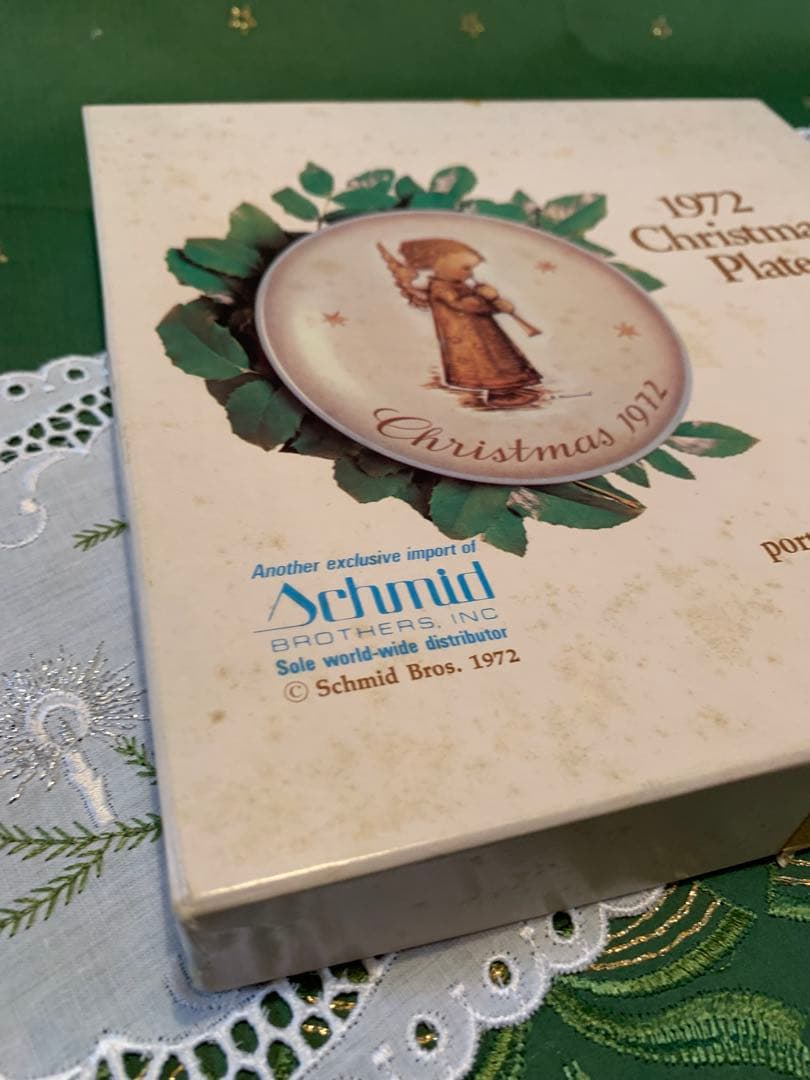 1972
Christma
Plate
Christmas 1972
Another exclusive import of
Schmid
BROTHERS, INC
Sole world-wide distributor
© Schmid Bros. 1972
port